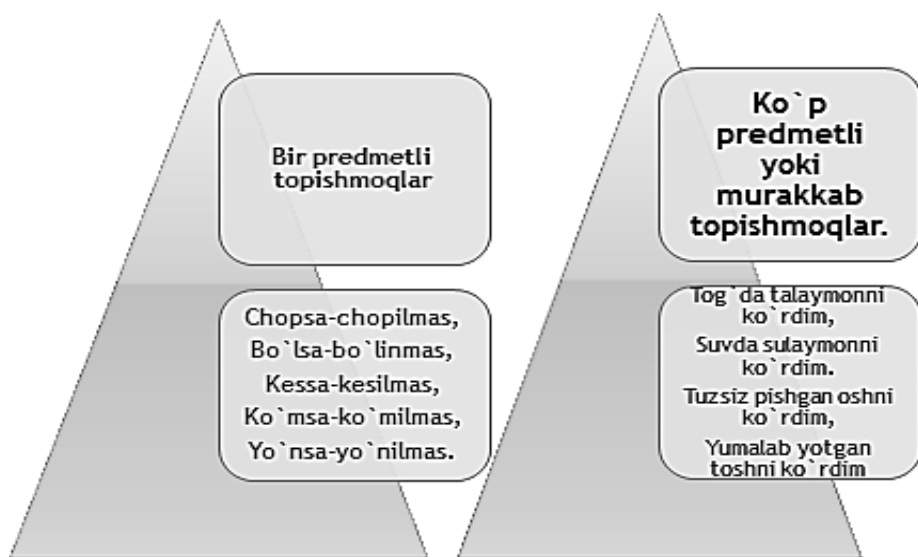 Bir predmetli
topishmoqlar
Chopsa-chopilmas,
Bo`lsa-bo`linmas,
Kessa-kesilmas,
Ko`msa-ko`milmas,
Yo`nsa-yo`nilmas.
Ko`p
predmetli
yoki
murakkab
topishmoqlar.
Tog`da talaymonni
ko`rdim,
Suvda sulaymonni
ko`rdim.
Tuzsiz pishgan oshni
ko`rdim,
Yumalab yotgan
toshni ko`rdim